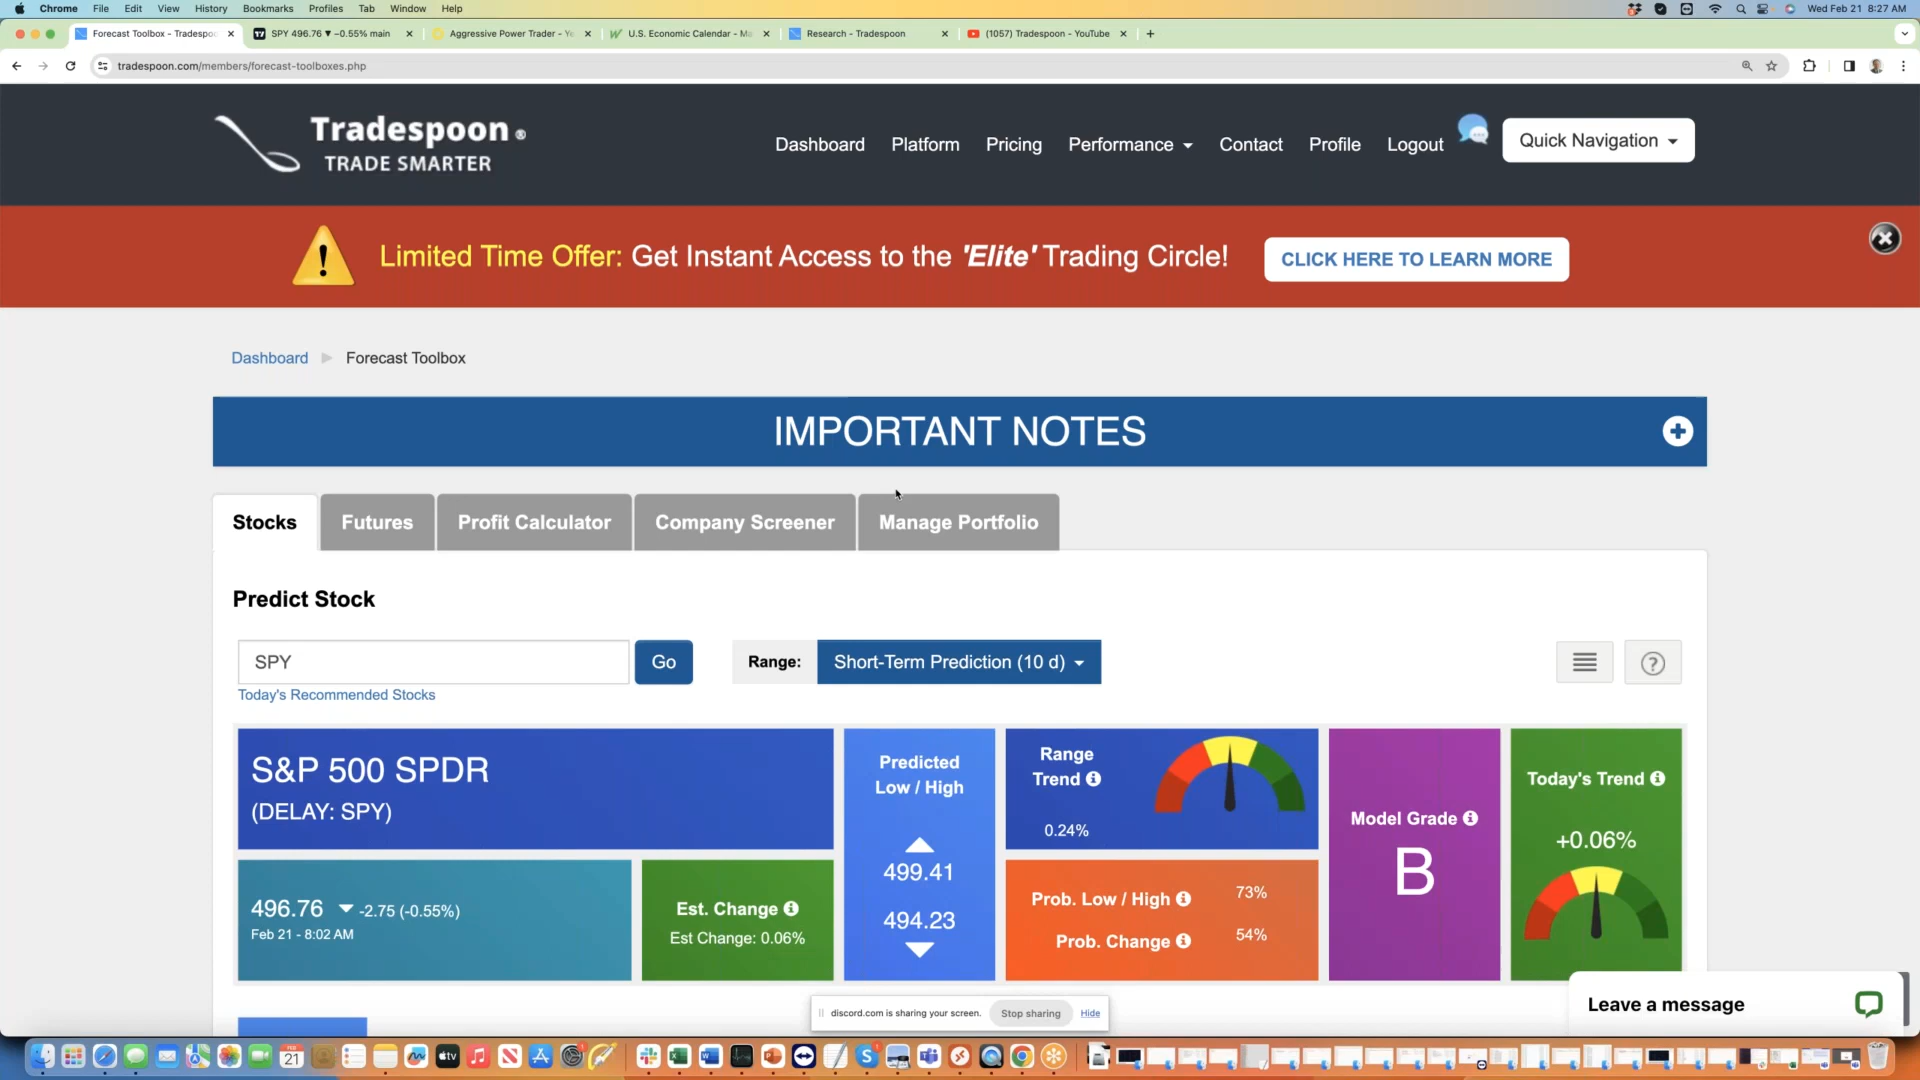 Chrome File Edit View History Bookmarks Profiles Tab Window Help
Wed Feb 21 8:27 AM
Forecast Toolbox - Tradespoo
SPY 496.76 ▼ −0.55% main
Aggressive Power Trader - Yo
U.S. Economic Calendar - Ma
Research - Tradespoon
(1057) Tradespoon - YouTube
tradespoon.com/members/forecast-toolboxes.php
Tradespoon®
TRADE SMARTER
Dashboard Platform Pricing Performance Contact Profile Logout
Quick Navigation
Limited Time Offer: Get Instant Access to the 'Elite' Trading Circle!
CLICK HERE TO LEARN MORE
Dashboard Forecast Toolbox
IMPORTANT NOTES
Stocks Futures Profit Calculator Company Screener Manage Portfolio
Predict Stock
SPY
Go
Range: Short-Term Prediction (10 d)
Today's Recommended Stocks
S&P 500 SPDR
(DELAY: SPY)
496.76 ▼ -2.75 (-0.55%)
Feb 21 - 8:02 AM
Est. Change
Est Change: 0.06%
Predicted
Low / High
499.41
494.23
Range
Trend
0.24%
Prob. Low / High 73%
Prob. Change 54%
Model Grade
B
Today's Trend
+0.06%
discord.com is sharing your screen. Stop sharing Hide
Leave a message
FEB
21
tv